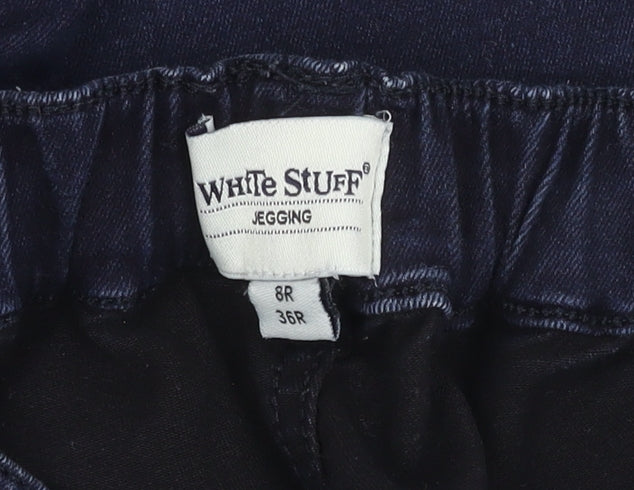 WHITE STUFF®
JEGGING
8R
36R